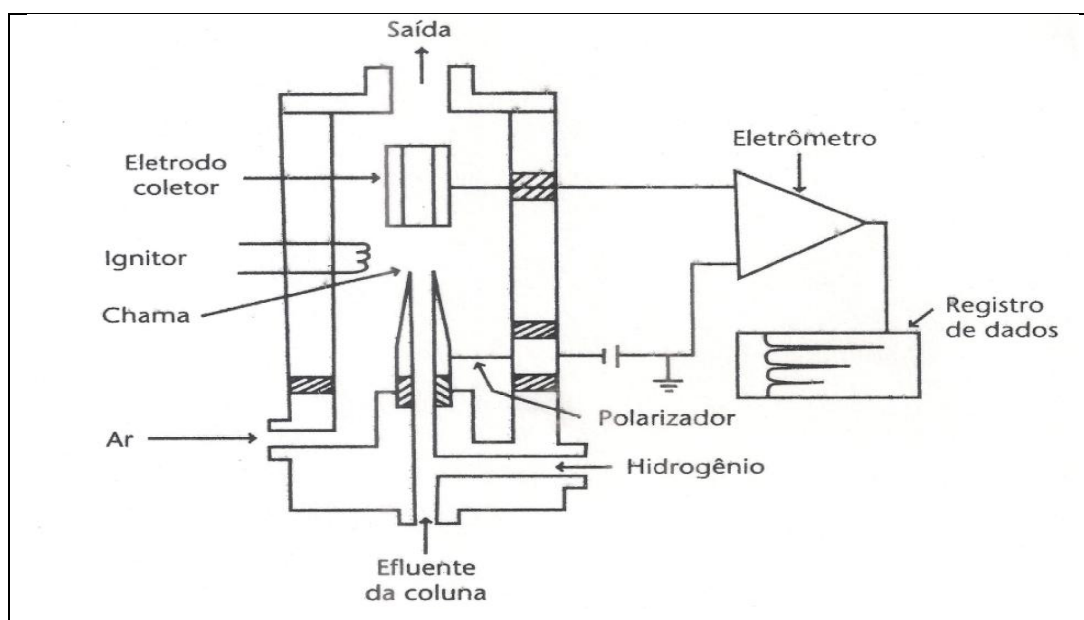 Saída
Eletrômetro
Eletrodo
coletor
Ignitor
Chama
Registro
de dados
Polarizador
Ar
Hidrogênio
Efluente
da coluna